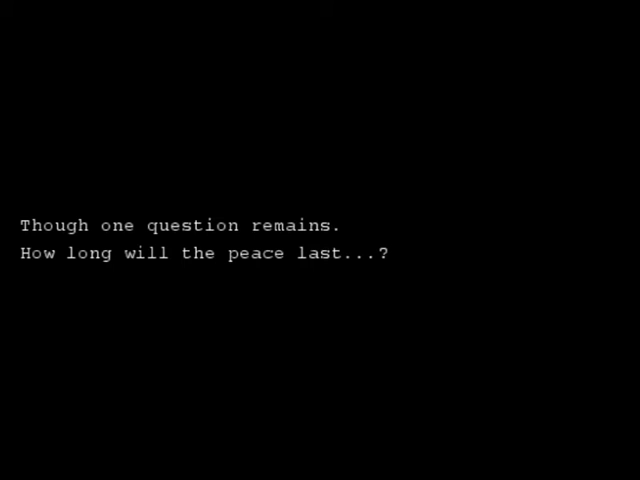 Though one question remains.
How long will the peace last...?